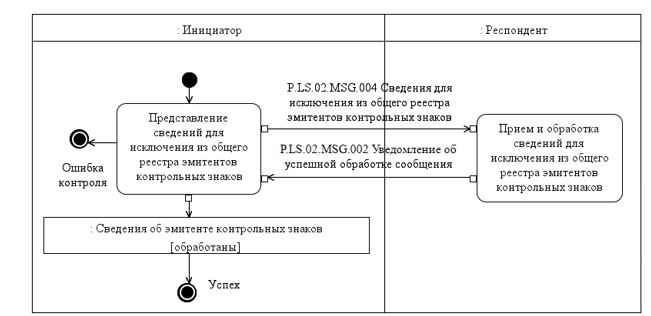 : Инициатор
: Респондент
P.LS.02.MSG.004 Сведения для
исключения из общего реестра
эмитентов контрольных знаков
Представление
сведений для
исключения из общего
реестра эмитентов
контрольных знаков
Прием и обработка
сведений для
исключения из общего
реестра эмитентов
контрольных знаков
P.LS.02.MSG.002 Уведомление об
успешной обработке сообщения
Ошибка
контроля
: Сведения об эмитенте контрольных знаков
[обработаны]
Успех